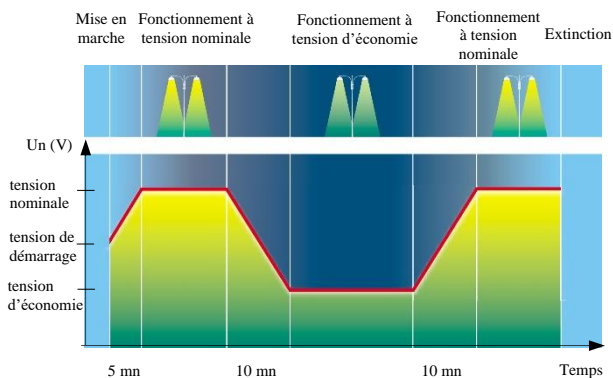 Mise en
marche
Fonctionnement à
tension nominale
Fonctionnement à
tension d’économie
Fonctionnement
à tension
nominale
Extinction
Un (V)
tension
nominale
tension de
démarrage
tension
d’économie
5 mn
10 mn
10 mn
Temps